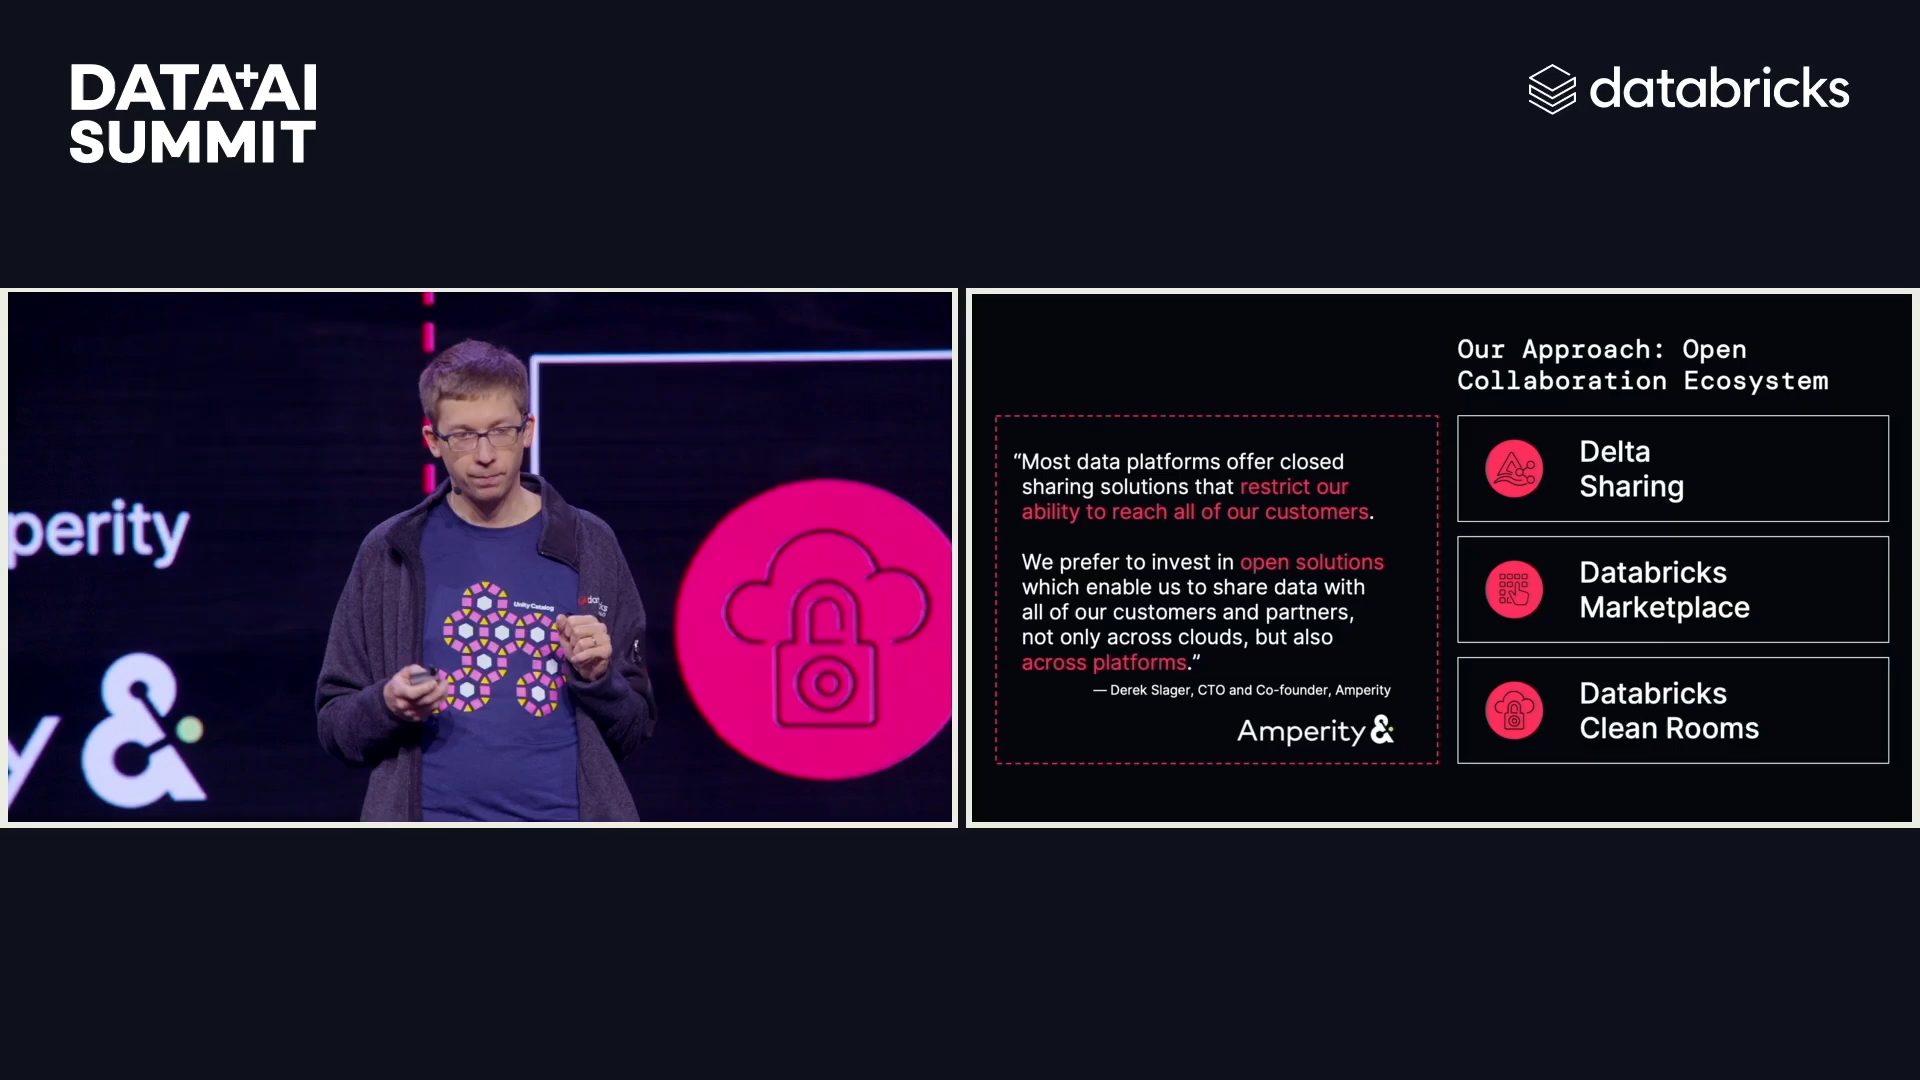 DATA+AI
SUMMIT
databricks
perity
y &
Unity Catalog
Our Approach: Open
Collaboration Ecosystem
“Most data platforms offer closed
sharing solutions that restrict our
ability to reach all of our customers.
We prefer to invest in open solutions
which enable us to share data with
all of our customers and partners,
not only across clouds, but also
across platforms.”
— Derek Slager, CTO and Co-founder, Amperity
Amperity &
Delta
Sharing
Databricks
Marketplace
Databricks
Clean Rooms